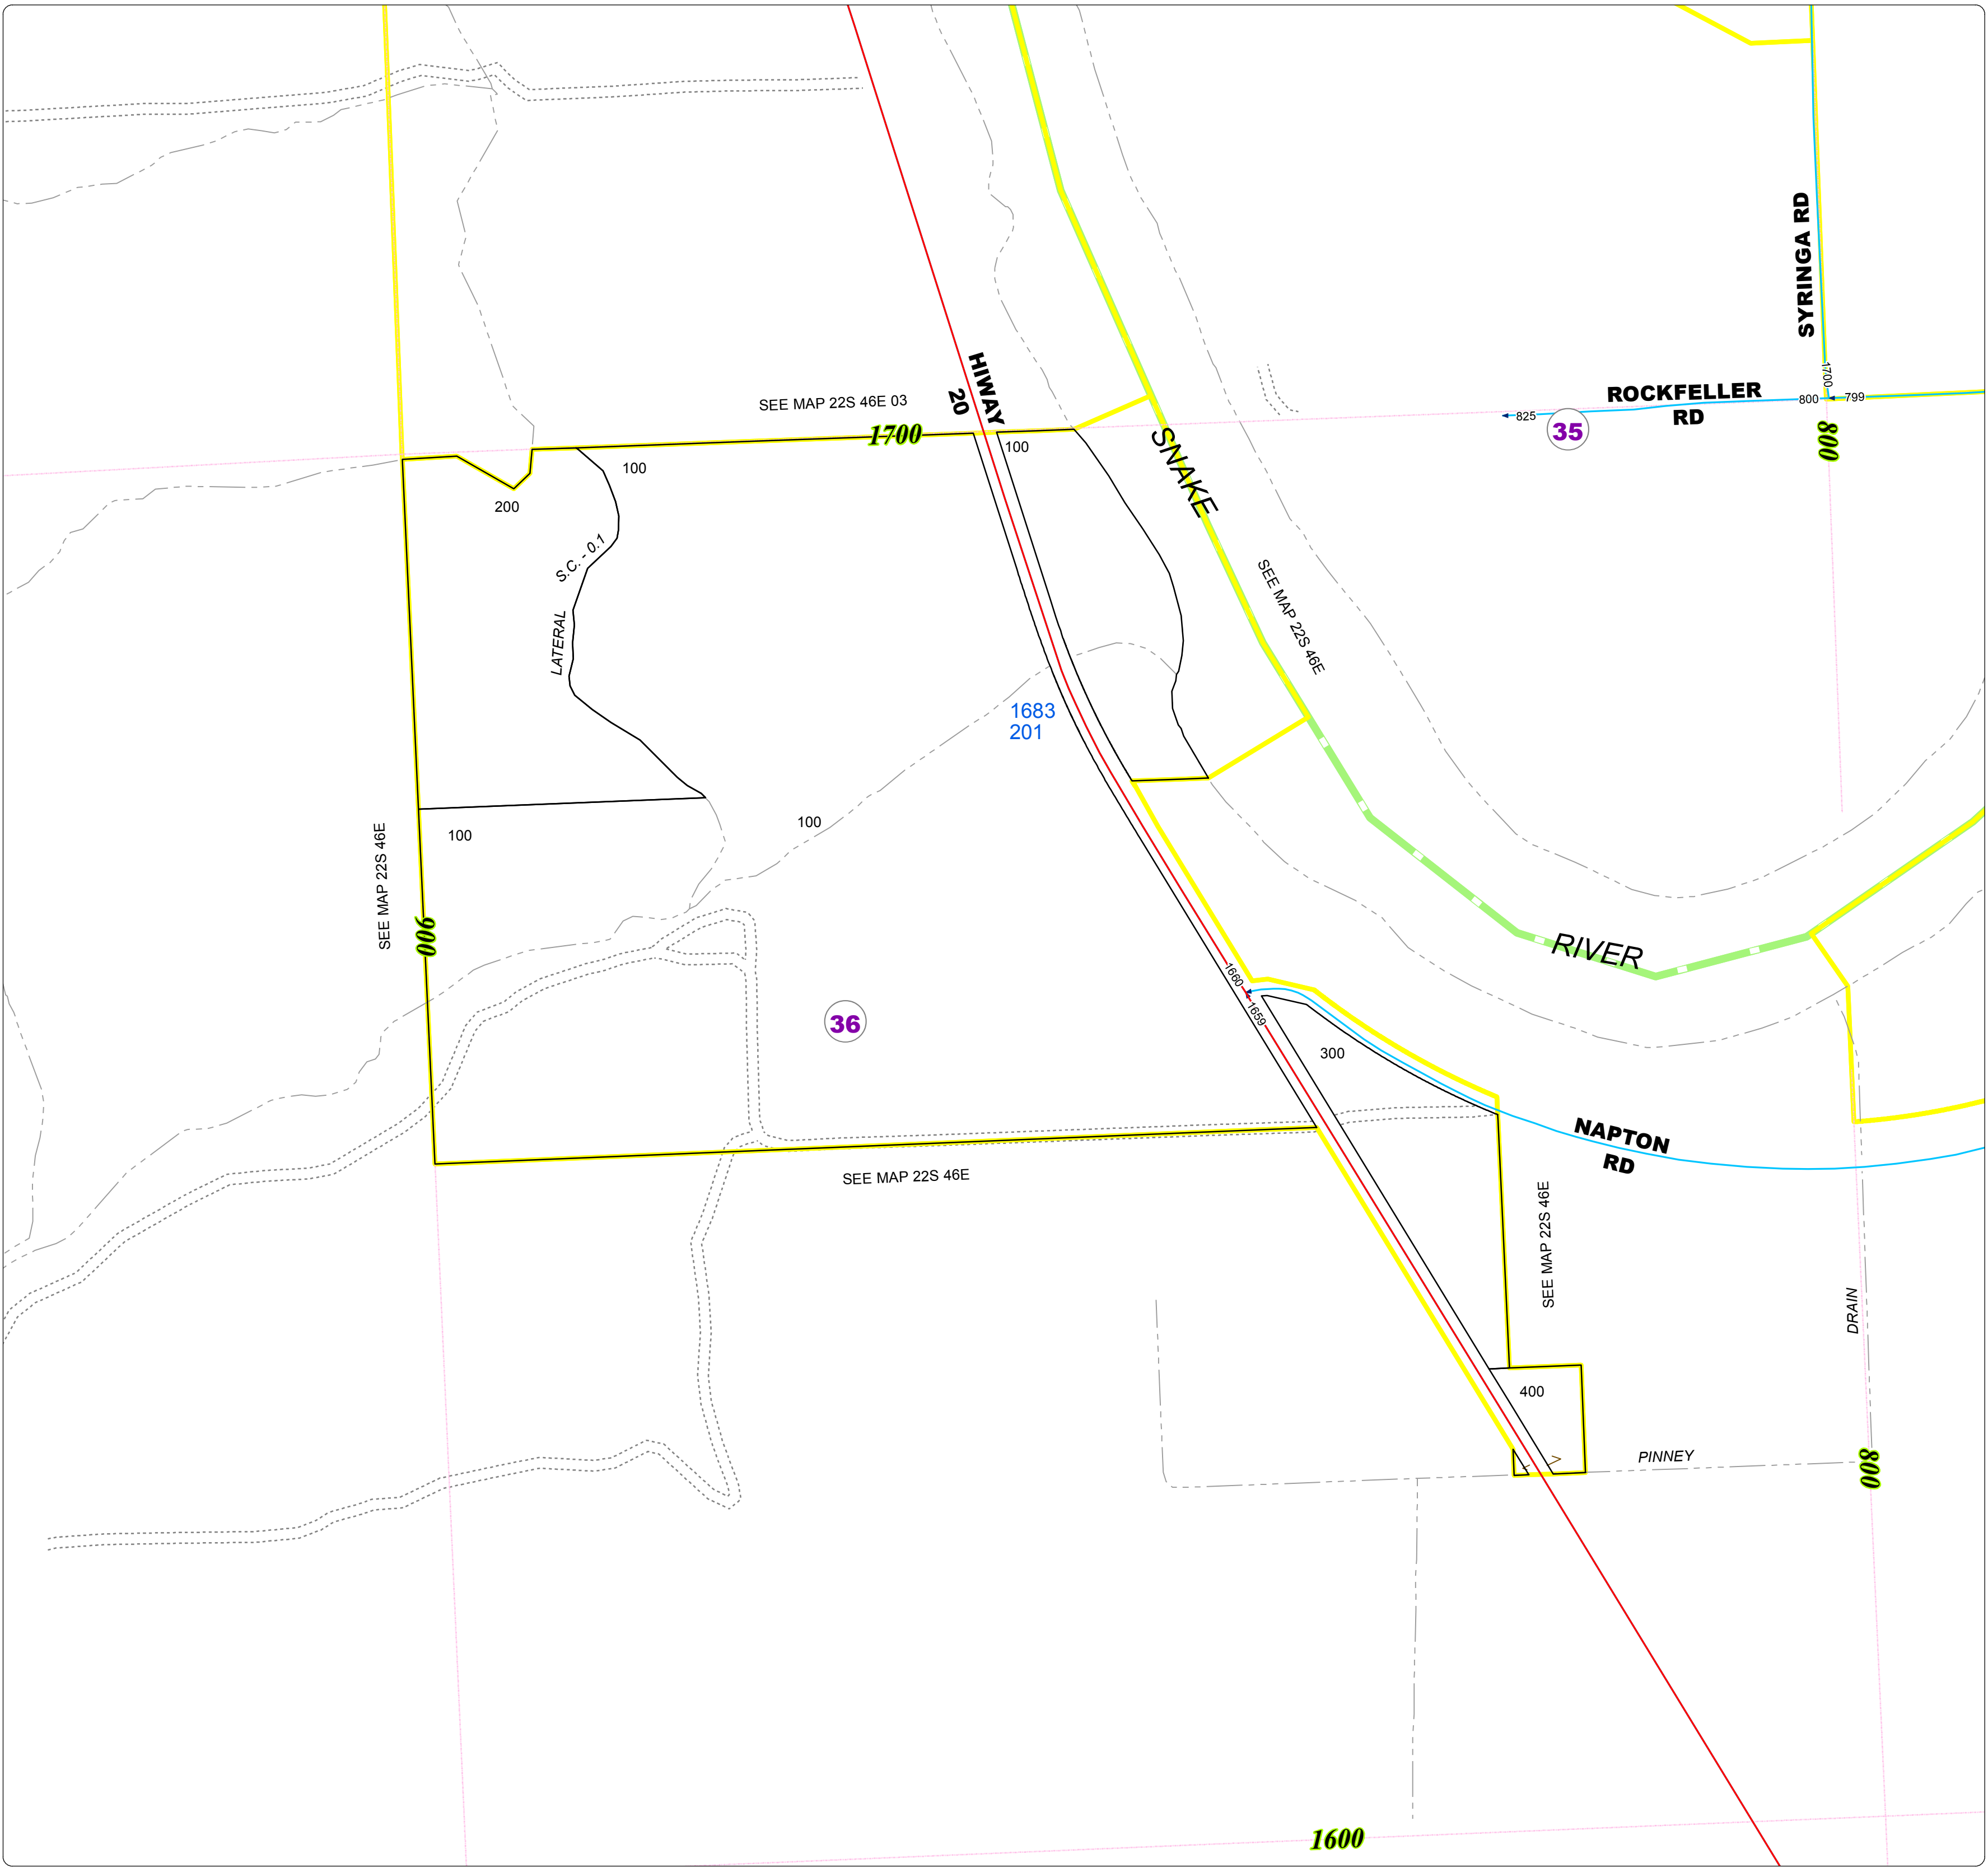 SYRINGA RD
1700
HIWAY
20
SEE MAP 22S 46E 03
1700
ROCKFELLER
RD
825
800
799
35
800
100
100
SNAKE
200
S.C. - 0.1
LATERAL
SEE MAP 22S 46E
1683
201
100
100
SEE MAP 22S 46E
900
RIVER
1660
1659
36
300
NAPTON
RD
SEE MAP 22S 46E
SEE MAP 22S 46E
DRAIN
400
PINNEY
800
1600